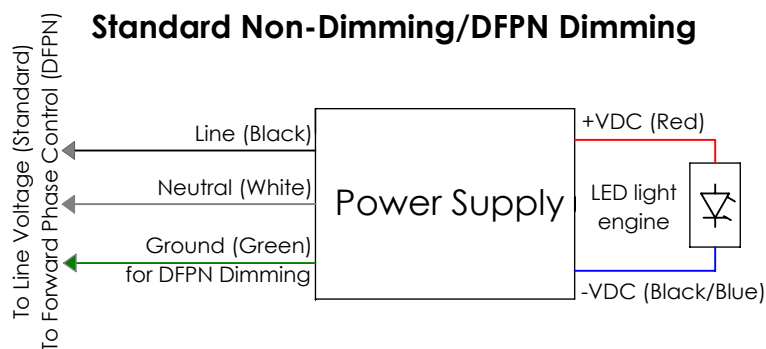 Standard Non-Dimming/DFPN Dimming
To Line Voltage (Standard)
To Forward Phase Control (DFPN)
Line (Black)
Neutral (White)
Ground (Green)
for DFPN Dimming
Power Supply
+VDC (Red)
LED light
engine
-VDC (Black/Blue)